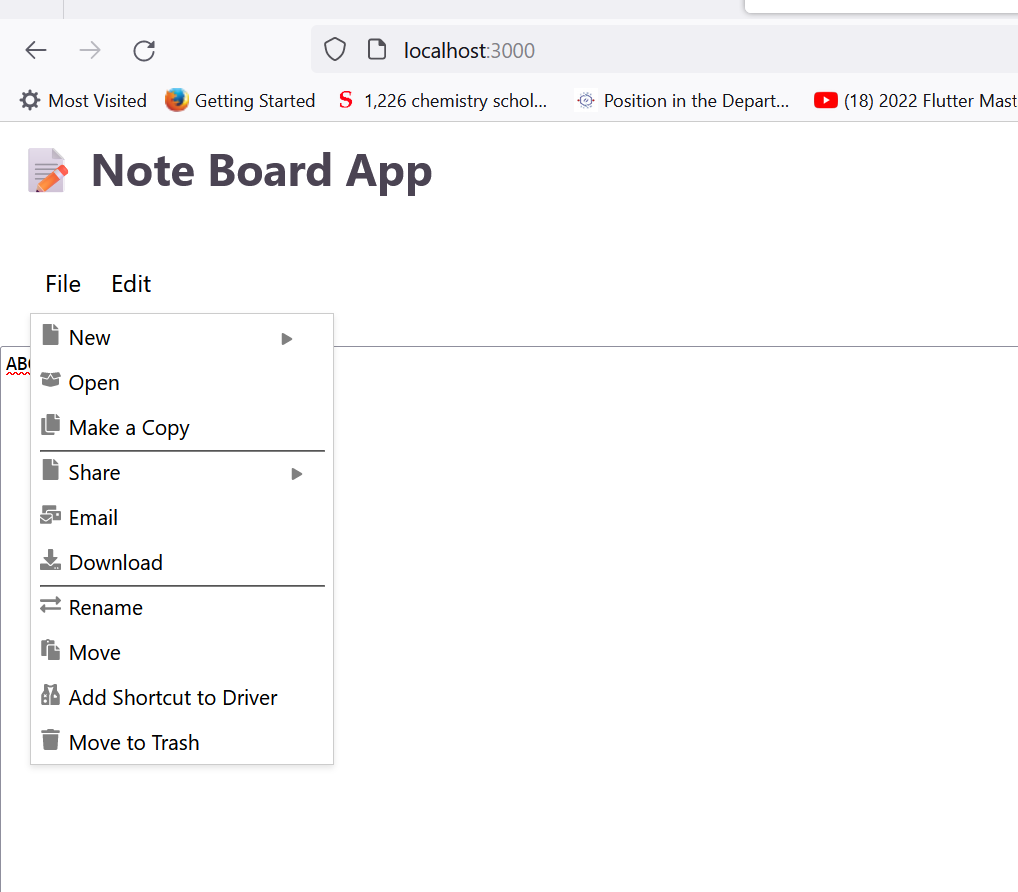 localhost:3000
Most Visited Getting Started S 1,226 chemistry schol... Position in the Depart... (18) 2022 Flutter Mast
Note Board App
File Edit
New
ABC
Open
Make a Copy
Share
Email
Download
Rename
Move
Add Shortcut to Driver
Move to Trash